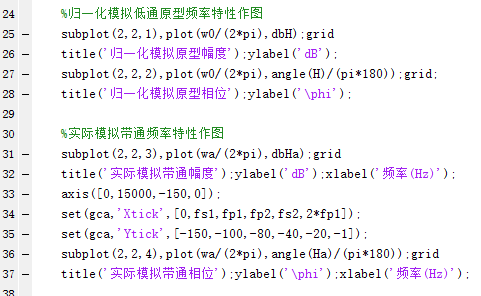 24 %归一化模拟低通原型频率特性作图
25 — subplot(2,2,1),plot(w0/(2*pi),dbH);grid
26 — title('归一化模拟原型幅度');ylabel('dB');
27 — subplot(2,2,2),plot(w0/(2*pi),angle(H)/(pi*180));grid;
28 — title('归一化模拟原型相位');ylabel('\phi');
29
30 %实际模拟带通频率特性作图
31 — subplot(2,2,3),plot(wa/(2*pi),dbHa);grid
32 — title('实际模拟带通幅度');ylabel('dB');xlabel('频率(Hz)');
33 — axis([0,15000,-150,0]);
34 — set(gca,'Xtick',[0,fs1,fp1,fp2,fs2,2*fp1]);
35 — set(gca,'Ytick',[-150,-100,-80,-40,-20,-1]);
36 — subplot(2,2,4),plot(wa/(2*pi),angle(Ha)/(pi*180));grid
37 — title('实际模拟带通相位');ylabel('\phi');xlabel('频率(Hz)');
38